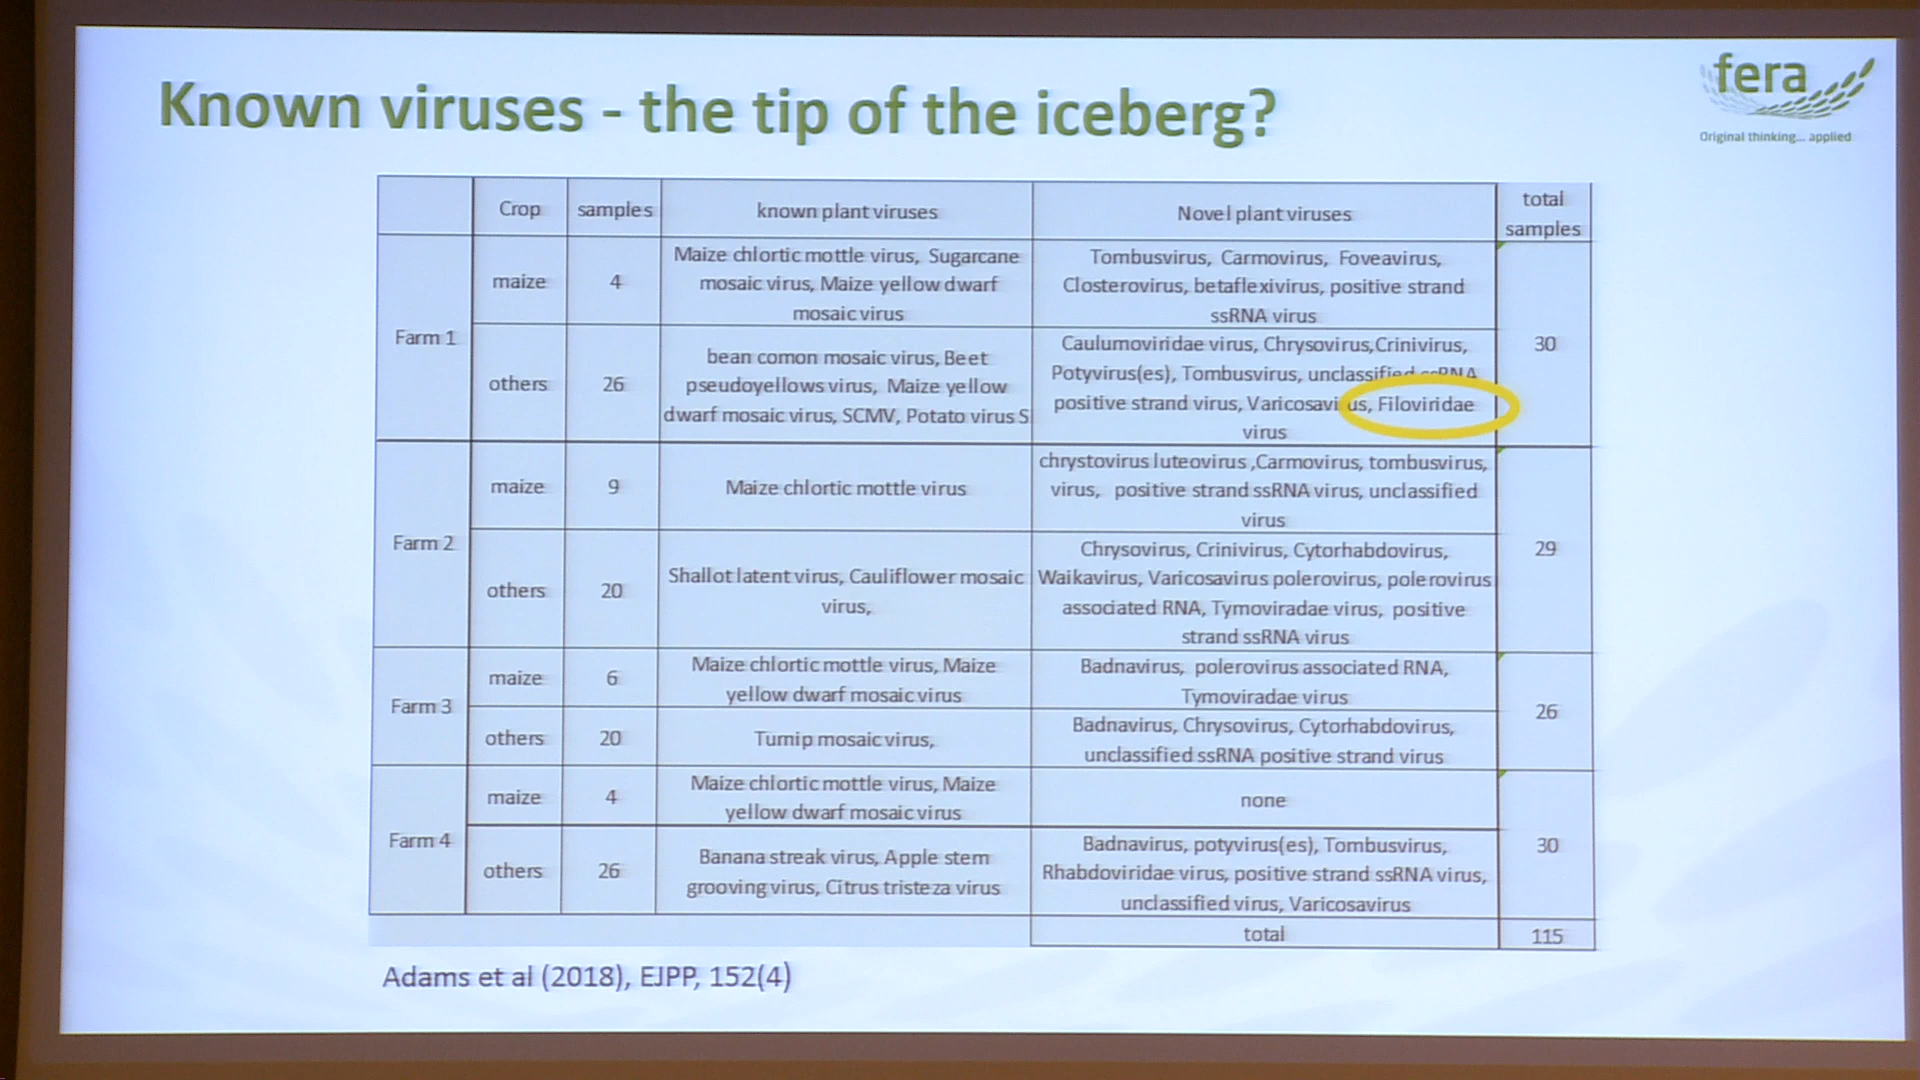 Known viruses - the tip of the iceberg?
fera
Original thinking... applied
Crop
samples
known plant viruses
Novel plant viruses
total
samples
Farm 1
maize
4
Maize chlortic mottle virus, Sugarcane
mosaic virus, Maize yellow dwarf
mosaic virus
Tombusvirus, Carmovirus, Foveavirus,
Closterovirus, betaflexivirus, positive strand
ssRNA virus
30
others
26
bean comon mosaic virus, Beet
pseudoyellows virus, Maize yellow
dwarf mosaic virus, SCMV, Potato virus S
Caulumoviridae virus, Chrysovirus,Crinivirus,
Potyvirus(es), Tombusvirus, unclassified ssRNA
positive strand virus, Varicosavirus, Filoviridae
virus
Farm 2
maize
9
Maize chlortic mottle virus
chrystovirus luteovirus ,Carmovirus, tombusvirus,
virus, positive strand ssRNA virus, unclassified
virus
29
others
20
Shallot latent virus, Cauliflower mosaic
virus,
Chrysovirus, Crinivirus, Cytorhabdovirus,
Waikavirus, Varicosavirus polerovirus, polerovirus
associated RNA, Tymoviradae virus, positive
strand ssRNA virus
Farm 3
maize
6
Maize chlortic mottle virus, Maize
yellow dwarf mosaic virus
Badnavirus, polerovirus associated RNA,
Tymoviradae virus
26
others
20
Turnip mosaic virus,
Badnavirus, Chrysovirus, Cytorhabdovirus,
unclassified ssRNA positive strand virus
Farm 4
maize
4
Maize chlortic mottle virus, Maize
yellow dwarf mosaic virus
none
30
others
26
Banana streak virus, Apple stem
grooving virus, Citrus tristeza virus
Badnavirus, potyvirus(es), Tombusvirus,
Rhabdoviridae virus, positive strand ssRNA virus,
unclassified virus, Varicosavirus
total
115
Adams et al (2018), EJPP, 152(4)